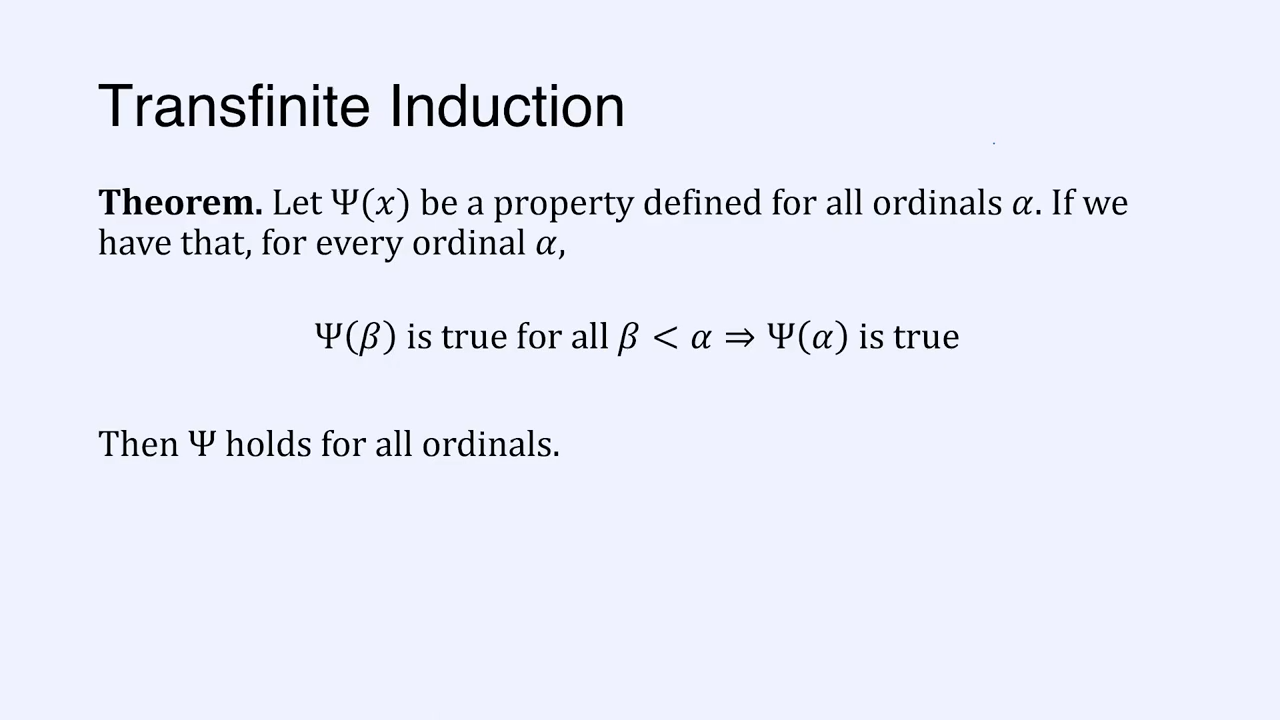 Transfinite Induction
Theorem. Let Ψ(𝑥) be a property defined for all ordinals 𝛼. If we
have that, for every ordinal 𝛼,
Ψ(𝛽) is true for all 𝛽 < 𝛼 ⇒ Ψ(𝛼) is true
Then Ψ holds for all ordinals.